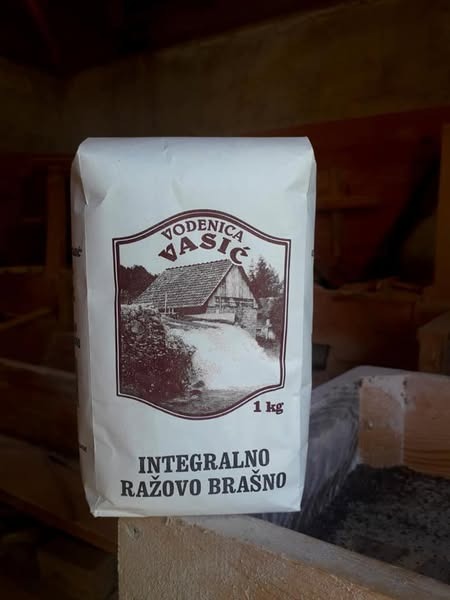 VODENICA
VASIĆ
1 kg
INTEGRALNO
RAŽOVO BRAŠNO